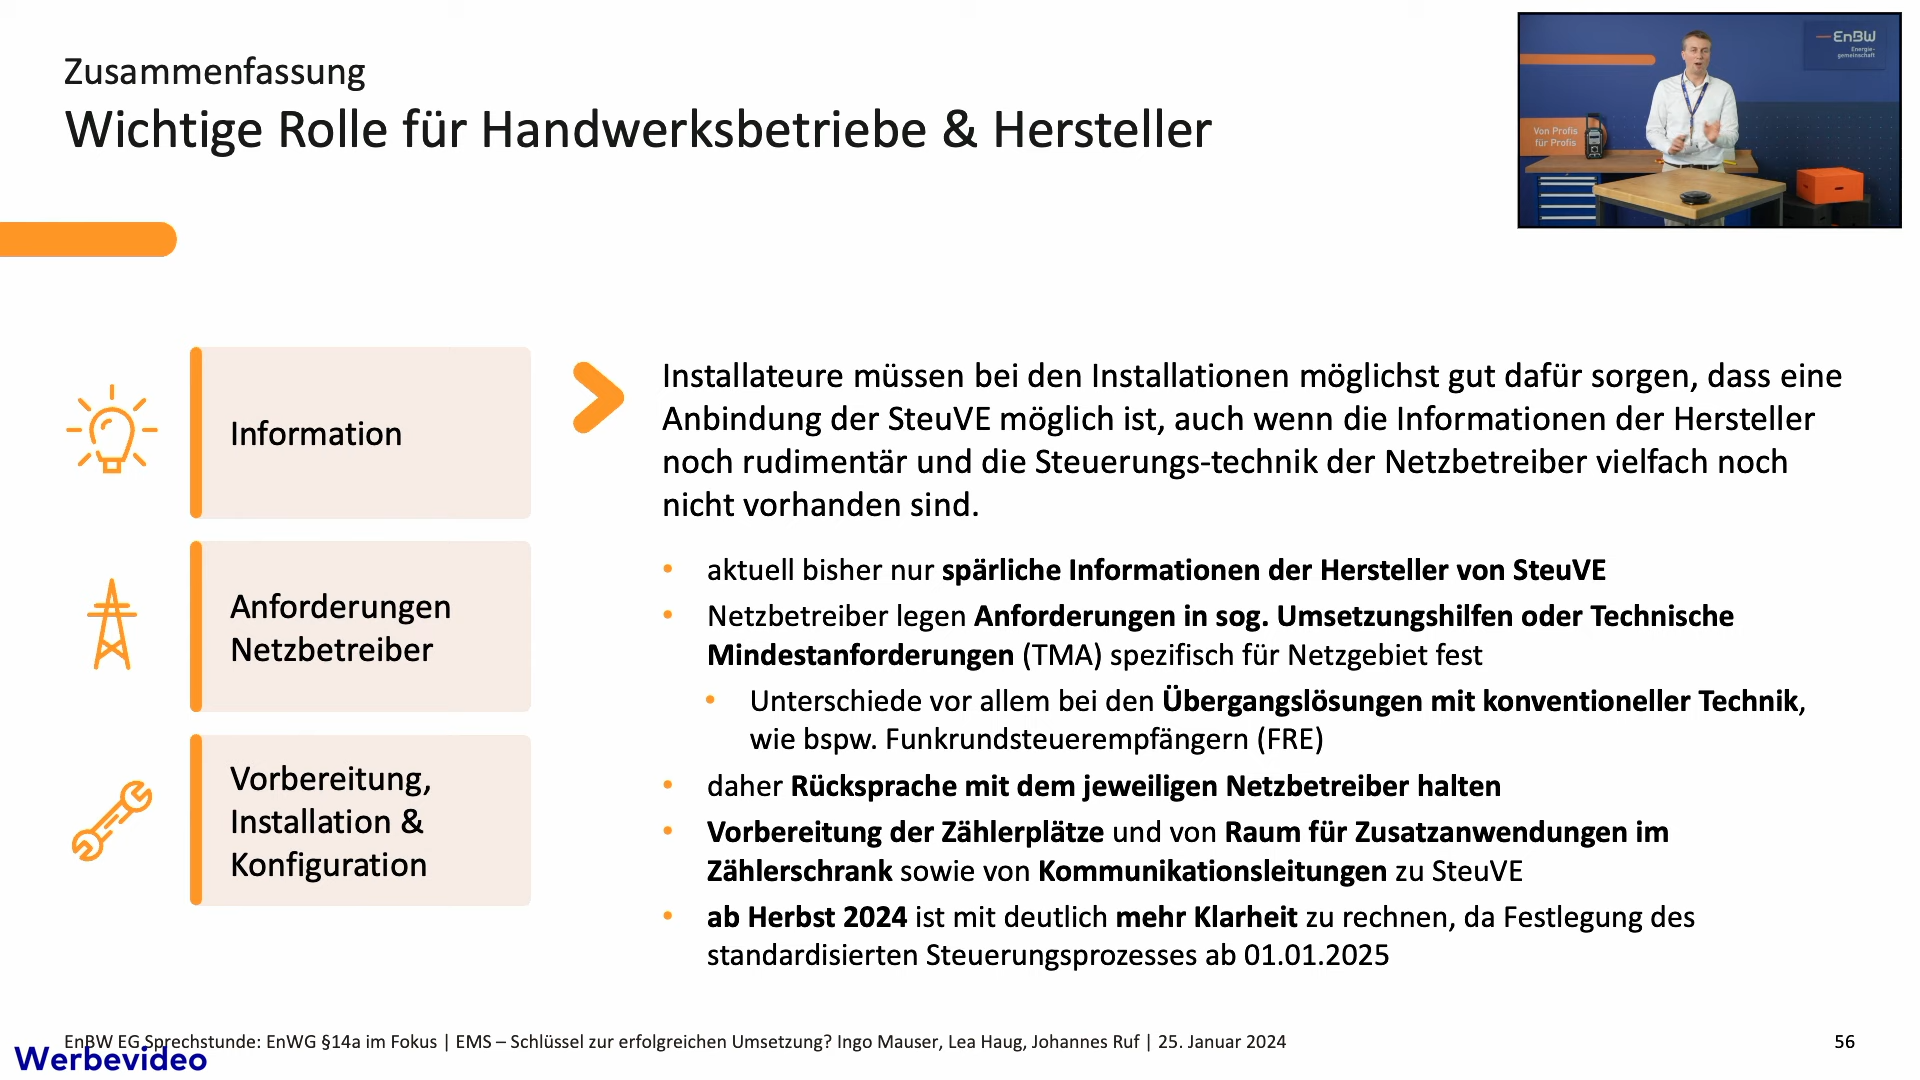 Zusammenfassung
Wichtige Rolle für Handwerksbetriebe & Hersteller
EnBW
Energie-
gemeinschaft
Von Profis
für Profis
Information
Anforderungen
Netzbetreiber
Vorbereitung,
Installation &
Konfiguration
Installateure müssen bei den Installationen möglichst gut dafür sorgen, dass eine
Anbindung der SteuVE möglich ist, auch wenn die Informationen der Hersteller
noch rudimentär und die Steuerungs-technik der Netzbetreiber vielfach noch
nicht vorhanden sind.
• aktuell bisher nur spärliche Informationen der Hersteller von SteuVE
• Netzbetreiber legen Anforderungen in sog. Umsetzungshilfen oder Technische
Mindestanforderungen (TMA) spezifisch für Netzgebiet fest
• Unterschiede vor allem bei den Übergangslösungen mit konventioneller Technik,
wie bspw. Funkrundsteuerempfängern (FRE)
• daher Rücksprache mit dem jeweiligen Netzbetreiber halten
• Vorbereitung der Zählerplätze und von Raum für Zusatzanwendungen im
Zählerschrank sowie von Kommunikationsleitungen zu SteuVE
• ab Herbst 2024 ist mit deutlich mehr Klarheit zu rechnen, da Festlegung des
standardisierten Steuerungsprozesses ab 01.01.2025
EnBW EG Sprechstunde: EnWG §14a im Fokus | EMS – Schlüssel zur erfolgreichen Umsetzung? Ingo Mauser, Lea Haug, Johannes Ruf | 25. Januar 2024
56
Werbevideo